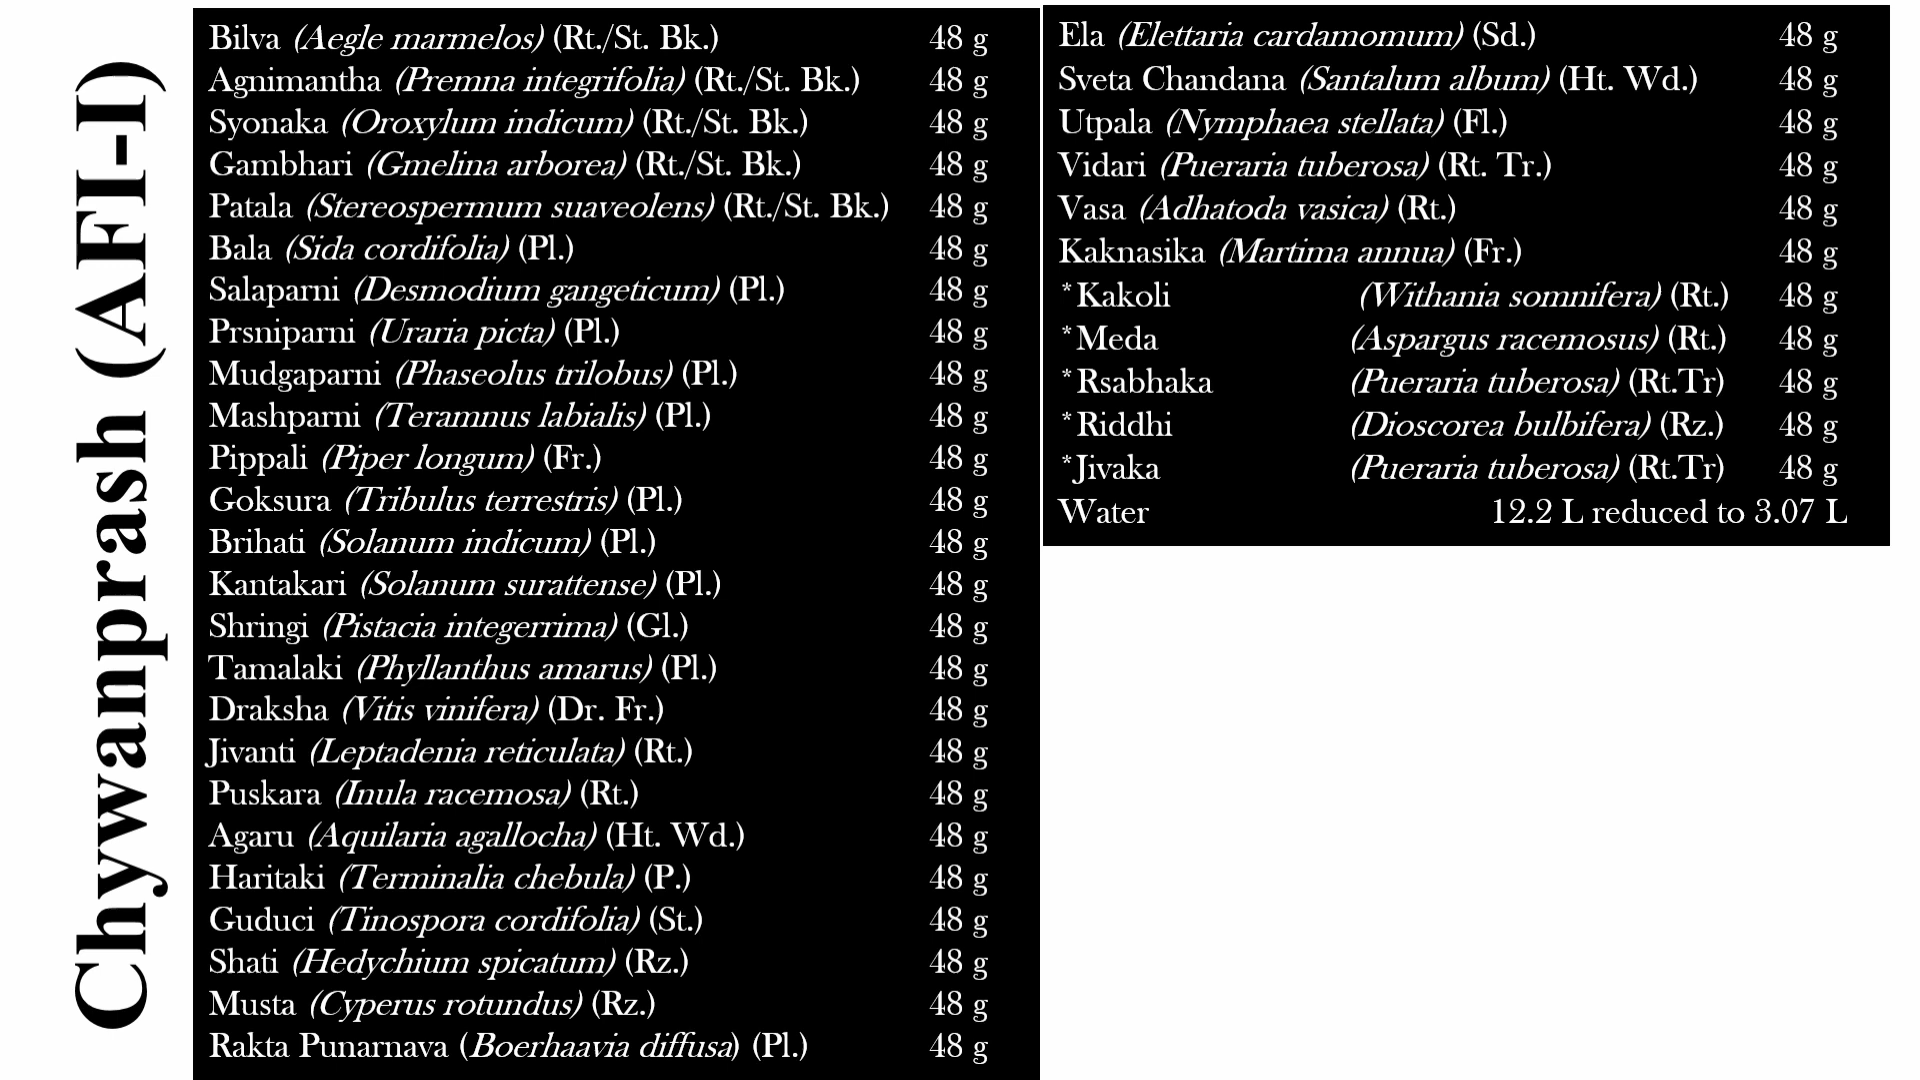 Chywanprash (AFI-I)
Bilva (Aegle marmelos) (Rt./St. Bk.) 48 g
Agnimantha (Premna integrifolia) (Rt./St. Bk.) 48 g
Syonaka (Oroxylum indicum) (Rt./St. Bk.) 48 g
Gambhari (Gmelina arborea) (Rt./St. Bk.) 48 g
Patala (Stereospermum suaveolens) (Rt./St. Bk.) 48 g
Bala (Sida cordifolia) (Pl.) 48 g
Salaparni (Desmodium gangeticum) (Pl.) 48 g
Prsniparni (Uraria picta) (Pl.) 48 g
Mudgaparni (Phaseolus trilobus) (Pl.) 48 g
Mashparni (Teramnus labialis) (Pl.) 48 g
Pippali (Piper longum) (Fr.) 48 g
Goksura (Tribulus terrestris) (Pl.) 48 g
Brihati (Solanum indicum) (Pl.) 48 g
Kantakari (Solanum surattense) (Pl.) 48 g
Shringi (Pistacia integerrima) (Gl.) 48 g
Tamalaki (Phyllanthus amarus) (Pl.) 48 g
Draksha (Vitis vinifera) (Dr. Fr.) 48 g
Jivanti (Leptadenia reticulata) (Rt.) 48 g
Puskara (Inula racemosa) (Rt.) 48 g
Agaru (Aquilaria agallocha) (Ht. Wd.) 48 g
Haritaki (Terminalia chebula) (P.) 48 g
Guduci (Tinospora cordifolia) (St.) 48 g
Shati (Hedychium spicatum) (Rz.) 48 g
Musta (Cyperus rotundus) (Rz.) 48 g
Rakta Punarnava (Boerhaavia diffusa) (Pl.) 48 g
Ela (Elettaria cardamomum) (Sd.) 48 g
Sveta Chandana (Santalum album) (Ht. Wd.) 48 g
Utpala (Nymphaea stellata) (Fl.) 48 g
Vidari (Pueraria tuberosa) (Rt. Tr.) 48 g
Vasa (Adhatoda vasica) (Rt.) 48 g
Kaknasika (Martima annua) (Fr.) 48 g
*Kakoli (Withania somnifera) (Rt.) 48 g
*Meda (Aspargus racemosus) (Rt.) 48 g
*Rsabhaka (Pueraria tuberosa) (Rt.Tr) 48 g
*Riddhi (Dioscorea bulbifera) (Rz.) 48 g
*Jivaka (Pueraria tuberosa) (Rt.Tr) 48 g
Water 12.2 L reduced to 3.07 L